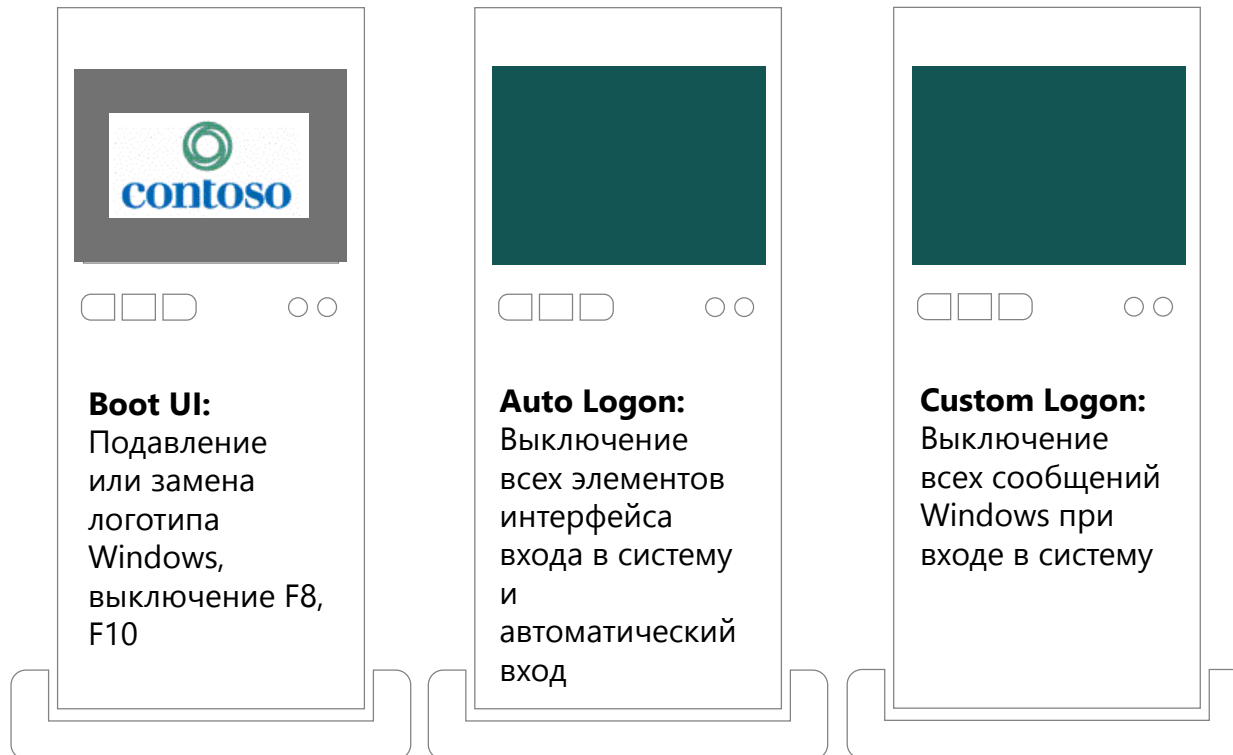 contoso
Boot UI:
Подавление
или замена
логотипа
Windows,
выключение F8,
F10
Auto Logon:
Выключение
всех элементов
интерфейса
входа в систему
и
автоматический
вход
Custom Logon:
Выключение
всех сообщений
Windows при
входе в систему